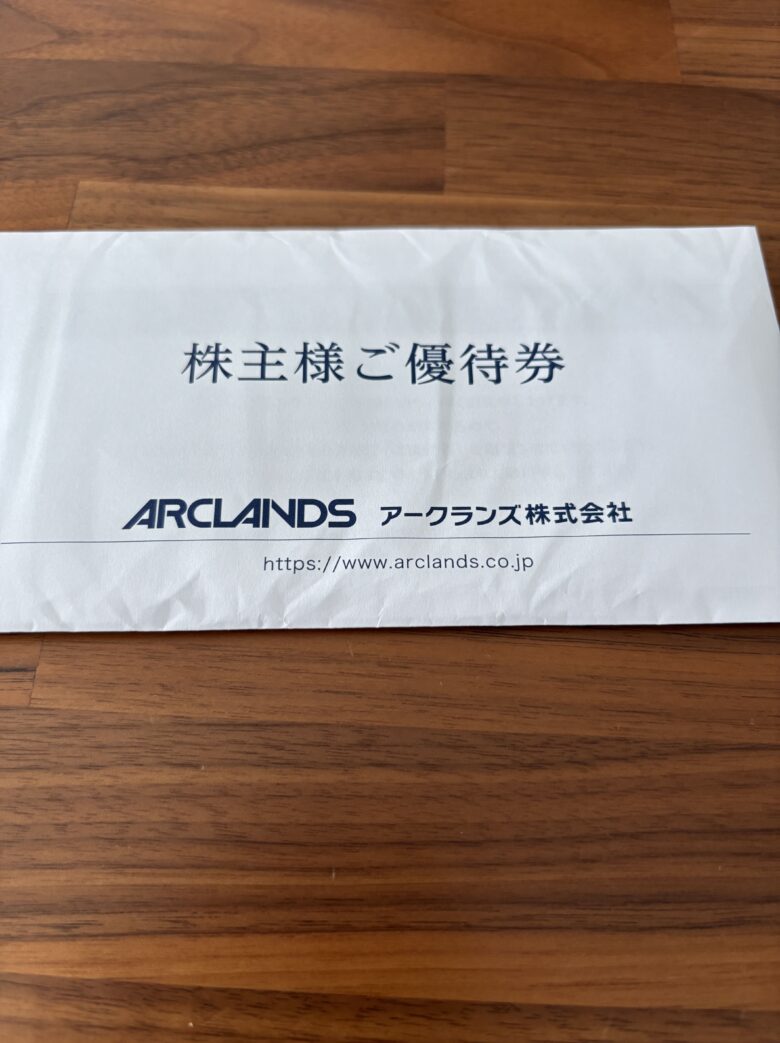 株主様ご優待券
ARCLANDS アークランズ株式会社
https://www.arclands.co.jp